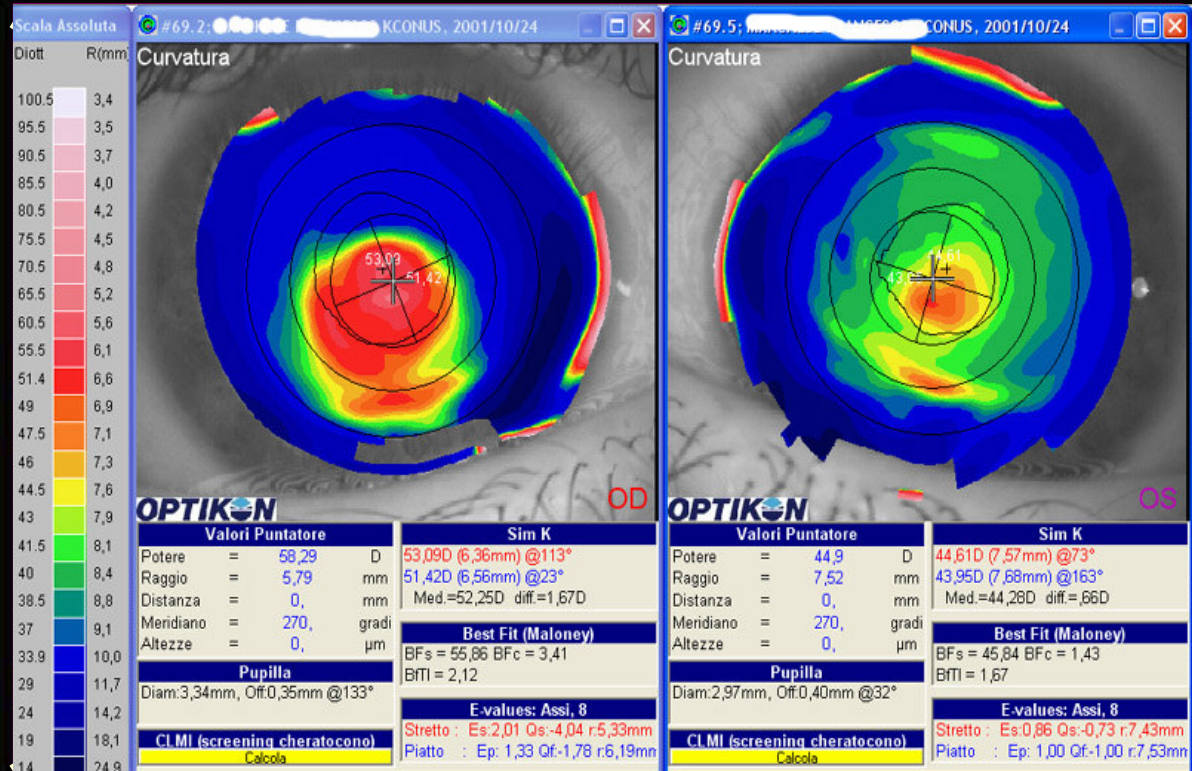 Scala Assoluta
Diott R(mm)
100.5 3,4
95.5 3,5
90.5 3,7
85.5 4,0
80.5 4,2
75.5 4,5
70.5 4,8
65.5 5,2
60.5 5,6
55.5 6,1
51.4 6,6
49 6,9
47.5 7,1
46 7,3
44.5 7,6
43 7,9
41.5 8,1
40 8,4
38.5 8,8
37 9,1
33.9 10,0
29 11,7
24 14,2
19 18,1
14 29,9
#69.2; KCONUS, 2001/10/24
Curvatura
53,09
51,42
OD
OPTIKON
Valori Puntatore
Potere = 58,29 D
Raggio = 5,79 mm
Distanza = 0, mm
Meridiano = 270, gradi
Altezze = 0, µm
Pupilla
Diam:3,34mm, Off:0,35mm @133°
CLMI (screening cheratocono)
Calcola
Sim K
53,09D (6,36mm) @113°
51,42D (6,56mm) @23°
Med.=52,25D diff.=1,67D
Best Fit (Maloney)
BFs = 55,86 BFc = 3,41
BfTI = 2,12
E-values: Assi, 8
Stretto : Es:2,01 Qs:-4,04 r:5,33mm
Piatto : Ep: 1,33 Qf:-1,78 r:6,19mm
#69.5; CONUS, 2001/10/24
Curvatura
OS
OPTIKON
Valori Puntatore
Potere = 44,9 D
Raggio = 7,52 mm
Distanza = 0, mm
Meridiano = 270, gradi
Altezze = 0, µm
Pupilla
Diam:2,97mm, Off:0,40mm @32°
CLMI (screening cheratocono)
Calcola
Sim K
44,61D (7,57mm) @73°
43,95D (7,68mm) @163°
Med.=44,28D diff.=,66D
Best Fit (Maloney)
BFs = 45,84 BFc = 1,43
BfTI = 1,67
E-values: Assi, 8
Stretto : Es:0,86 Qs:-0,73 r:7,43mm
Piatto : Ep: 1,00 Qf:-1,00 r:7,53mm